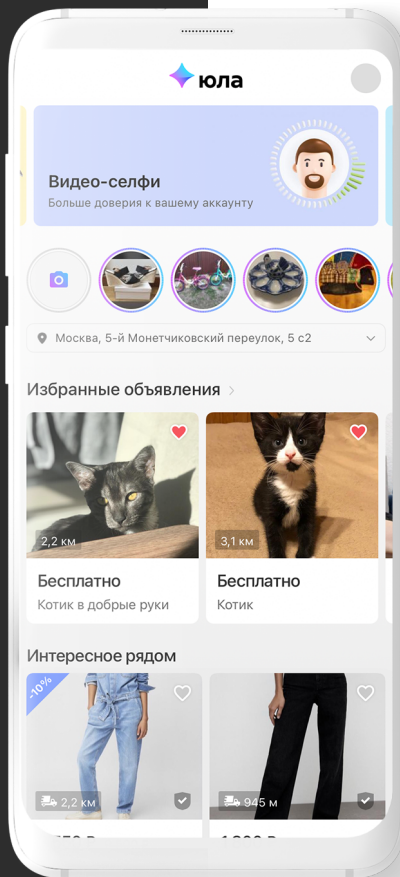 юла
Видео-селфи
Больше доверия к вашему аккаунту
Москва, 5-й Монетчиковский переулок, 5 с2
Избранные объявления
2,2 км
3,1 км
Бесплатно
Бесплатно
Котик в добрые руки
Котик
Интересное рядом
-10%
2,2 км
945 м